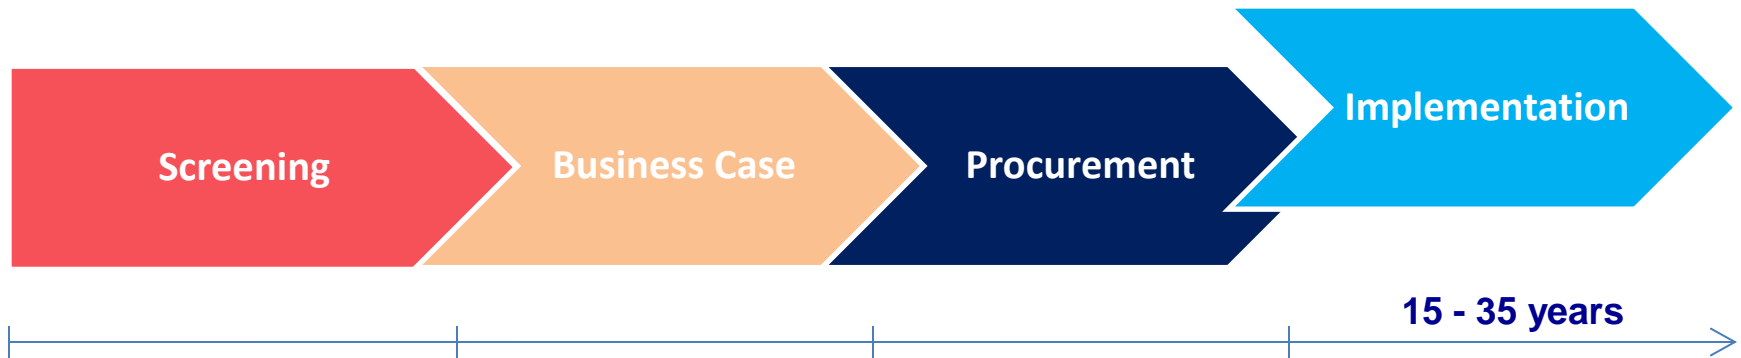 Screening
Business Case
Procurement
Implementation
15 - 35 years